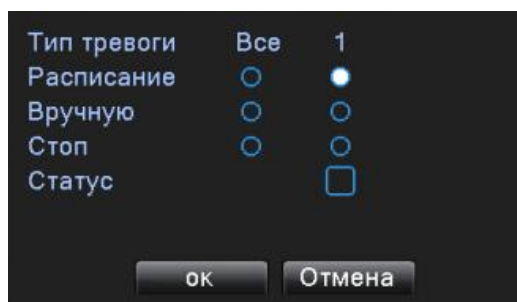 Тип тревоги Все 1
Расписание
Вручную
Стоп
Статус
ок Отмена